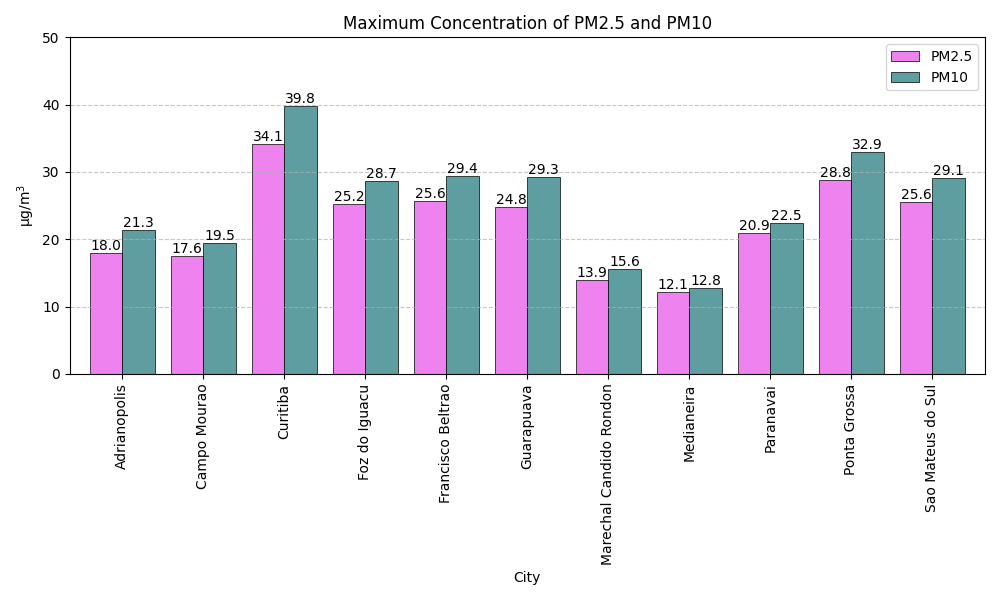 Maximum Concentration of PM2.5 and PM10
PM2.5
PM10
µg/m³
50
40
30
20
10
0
18.0
21.3
17.6
19.5
34.1
39.8
25.2
28.7
25.6
29.4
24.8
29.3
13.9
15.6
12.1
12.8
20.9
22.5
28.8
32.9
25.6
29.1
Adrianopolis
Campo Mourao
Curitiba
Foz do Iguacu
Francisco Beltrao
Guarapuava
Marechal Candido Rondon
Medianeira
Paranavai
Ponta Grossa
Sao Mateus do Sul
City